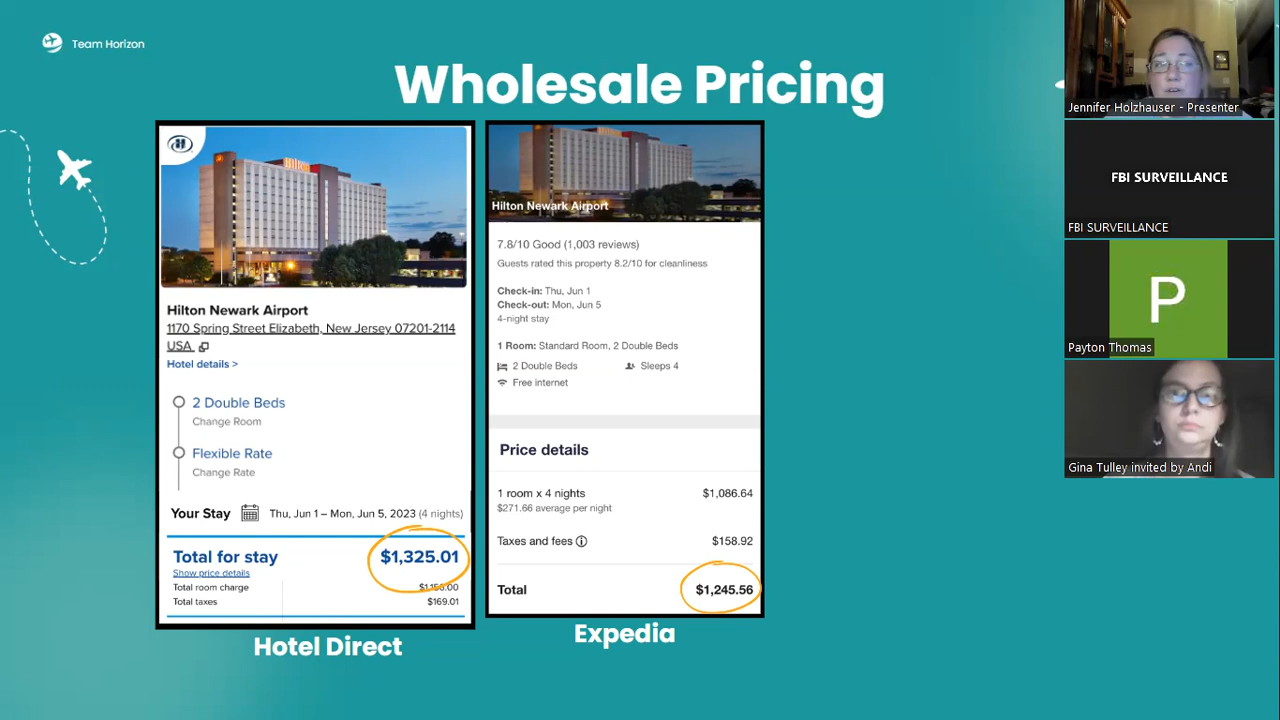 Team Horizon
Wholesale Pricing
Hilton
Hilton Newark Airport
1170 Spring Street Elizabeth, New Jersey 07201-2114
USA
Hotel details >
2 Double Beds
Change Room
Flexible Rate
Change Rate
Your Stay Thu, Jun 1 – Mon, Jun 5, 2023 (4 nights)
Total for stay $1,325.01
Show price details
Total room charge $1,156.00
Total taxes $169.01
Hotel Direct
Hilton Newark Airport
7.8/10 Good (1,003 reviews)
Guests rated this property 8.2/10 for cleanliness
Check-in: Thu, Jun 1
Check-out: Mon, Jun 5
4-night stay
1 Room: Standard Room, 2 Double Beds
2 Double Beds Sleeps 4
Free internet
Price details
1 room x 4 nights $1,086.64
$271.66 average per night
Taxes and fees $158.92
Total $1,245.56
Expedia
Jennifer Holzhauser - Presenter
FBI SURVEILLANCE
FBI SURVEILLANCE
P
Payton Thomas
Gina Tulley invited by Andi